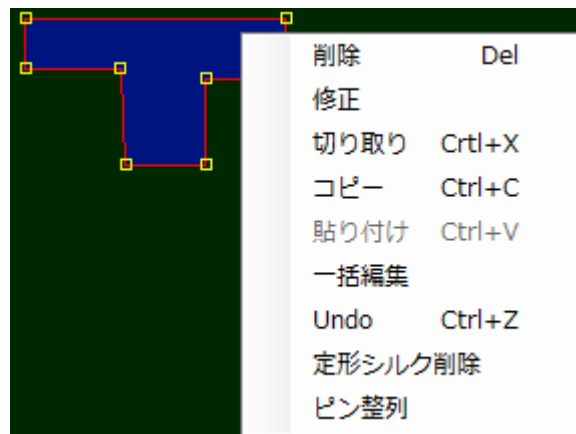 削除 Del
修正
切り取り Crtl+X
コピー Ctrl+C
貼り付け Ctrl+V
一括編集
Undo Ctrl+Z
定形シルク削除
ピン整列